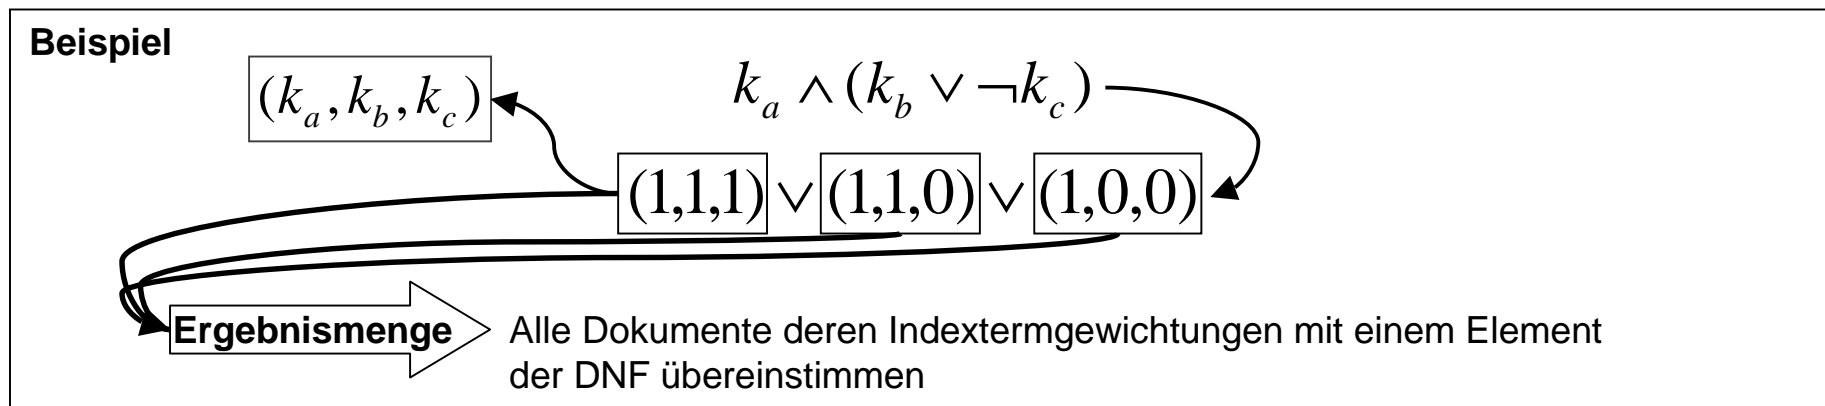 Beispiel
(k_a, k_b, k_c)
k_a ∧ (k_b ∨ ¬k_c)
(1,1,1) ∨ (1,1,0) ∨ (1,0,0)
Ergebnismenge
Alle Dokumente deren Indextermgewichtungen mit einem Element
der DNF übereinstimmen